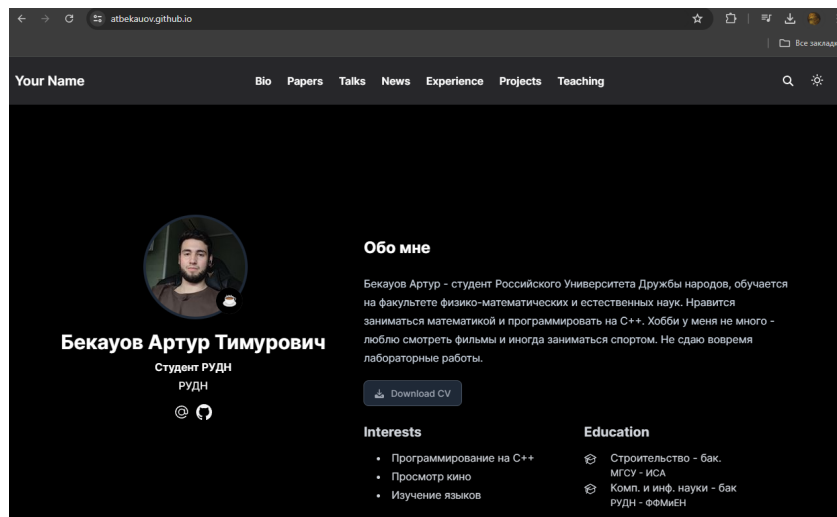 atbekauov.github.io
Все закладк
Your Name
Bio Papers Talks News Experience Projects Teaching
Бекауов Артур Тимурович
Студент РУДН
РУДН
Обо мне
Бекауов Артур - студент Российского Университета Дружбы народов, обучается
на факультете физико-математических и естественных наук. Нравится
заниматься математикой и программировать на C++. Хобби у меня не много -
люблю смотреть фильмы и иногда заниматься спортом. Не сдаю вовремя
лабораторные работы.
Download CV
Interests
Программирование на C++
Просмотр кино
Изучение языков
Education
Строительство - бак.
МГСУ - ИСА
Комп. и инф. науки - бак
РУДН - ФФМиЕН